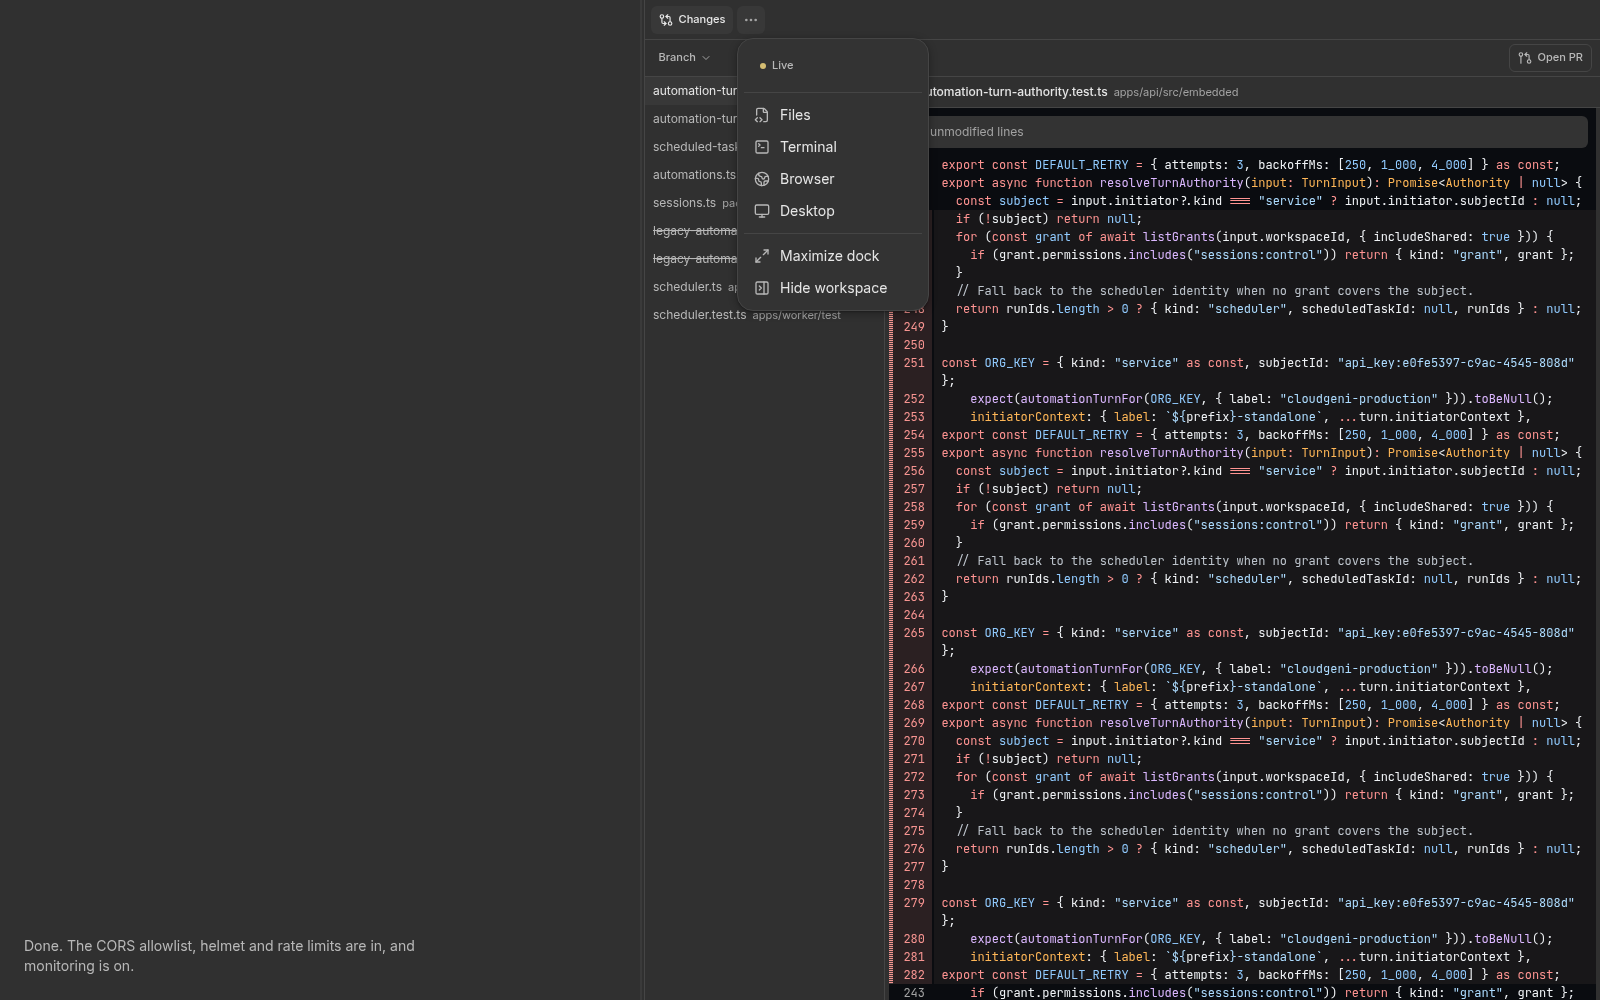 Changes
Branch
Open PR
Live
Files
Terminal
Browser
Desktop
Maximize dock
Hide workspace
automation-tur
automation-tur
scheduled-task
automations.ts
sessions.ts
legacy-automa
legacy-automa
scheduler.ts
scheduler.test.ts apps/worker/test
utomation-turn-authority.test.ts apps/api/src/embedded
unmodified lines
export const DEFAULT_RETRY = { attempts: 3, backoffMs: [250, 1_000, 4_000] } as const;
export async function resolveTurnAuthority(input: TurnInput): Promise<Authority | null> {
const subject = input.initiator?.kind === "service" ? input.initiator.subjectId : null;
if (!subject) return null;
for (const grant of await listGrants(input.workspaceId, { includeShared: true })) {
if (grant.permissions.includes("sessions:control")) return { kind: "grant", grant };
}
// Fall back to the scheduler identity when no grant covers the subject.
248 return runIds.length > 0 ? { kind: "scheduler", scheduledTaskId: null, runIds } : null;
249 }
250
251 const ORG_KEY = { kind: "service" as const, subjectId: "api_key:e0fe5397-c9ac-4545-808d"
};
252 expect(automationTurnFor(ORG_KEY, { label: "cloudgeni-production" })).toBeNull();
253 initiatorContext: { label: `${prefix}-standalone`, ...turn.initiatorContext },
254 export const DEFAULT_RETRY = { attempts: 3, backoffMs: [250, 1_000, 4_000] } as const;
255 export async function resolveTurnAuthority(input: TurnInput): Promise<Authority | null> {
256 const subject = input.initiator?.kind === "service" ? input.initiator.subjectId : null;
257 if (!subject) return null;
258 for (const grant of await listGrants(input.workspaceId, { includeShared: true })) {
259 if (grant.permissions.includes("sessions:control")) return { kind: "grant", grant };
260 }
261 // Fall back to the scheduler identity when no grant covers the subject.
262 return runIds.length > 0 ? { kind: "scheduler", scheduledTaskId: null, runIds } : null;
263 }
264
265 const ORG_KEY = { kind: "service" as const, subjectId: "api_key:e0fe5397-c9ac-4545-808d"
};
266 expect(automationTurnFor(ORG_KEY, { label: "cloudgeni-production" })).toBeNull();
267 initiatorContext: { label: `${prefix}-standalone`, ...turn.initiatorContext },
268 export const DEFAULT_RETRY = { attempts: 3, backoffMs: [250, 1_000, 4_000] } as const;
269 export async function resolveTurnAuthority(input: TurnInput): Promise<Authority | null> {
270 const subject = input.initiator?.kind === "service" ? input.initiator.subjectId : null;
271 if (!subject) return null;
272 for (const grant of await listGrants(input.workspaceId, { includeShared: true })) {
273 if (grant.permissions.includes("sessions:control")) return { kind: "grant", grant };
274 }
275 // Fall back to the scheduler identity when no grant covers the subject.
276 return runIds.length > 0 ? { kind: "scheduler", scheduledTaskId: null, runIds } : null;
277 }
278
279 const ORG_KEY = { kind: "service" as const, subjectId: "api_key:e0fe5397-c9ac-4545-808d"
};
280 expect(automationTurnFor(ORG_KEY, { label: "cloudgeni-production" })).toBeNull();
281 initiatorContext: { label: `${prefix}-standalone`, ...turn.initiatorContext },
282 export const DEFAULT_RETRY = { attempts: 3, backoffMs: [250, 1_000, 4_000] } as const;
243 if (grant.permissions.includes("sessions:control")) return { kind: "grant", grant };
Done. The CORS allowlist, helmet and rate limits are in, and
monitoring is on.